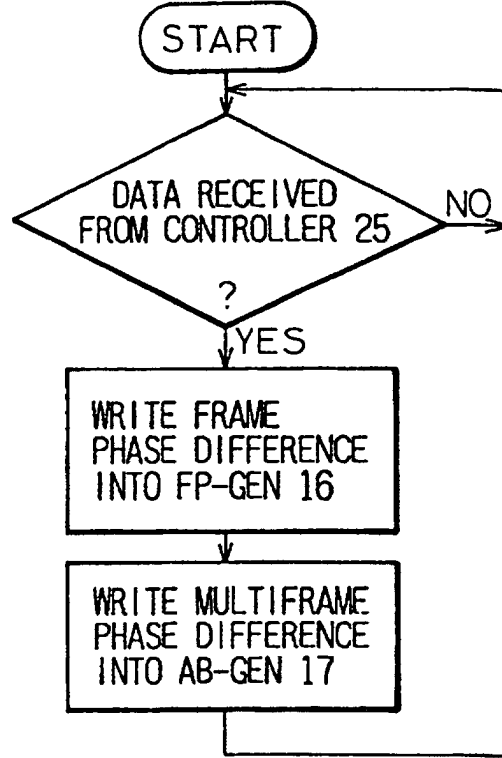 START
DATA RECEIVED
FROM CONTROLLER 25
?
NO
YES
WRITE FRAME
PHASE DIFFERENCE
INTO FP-GEN 16
WRITE MULTIFRAME
PHASE DIFFERENCE
INTO AB-GEN 17